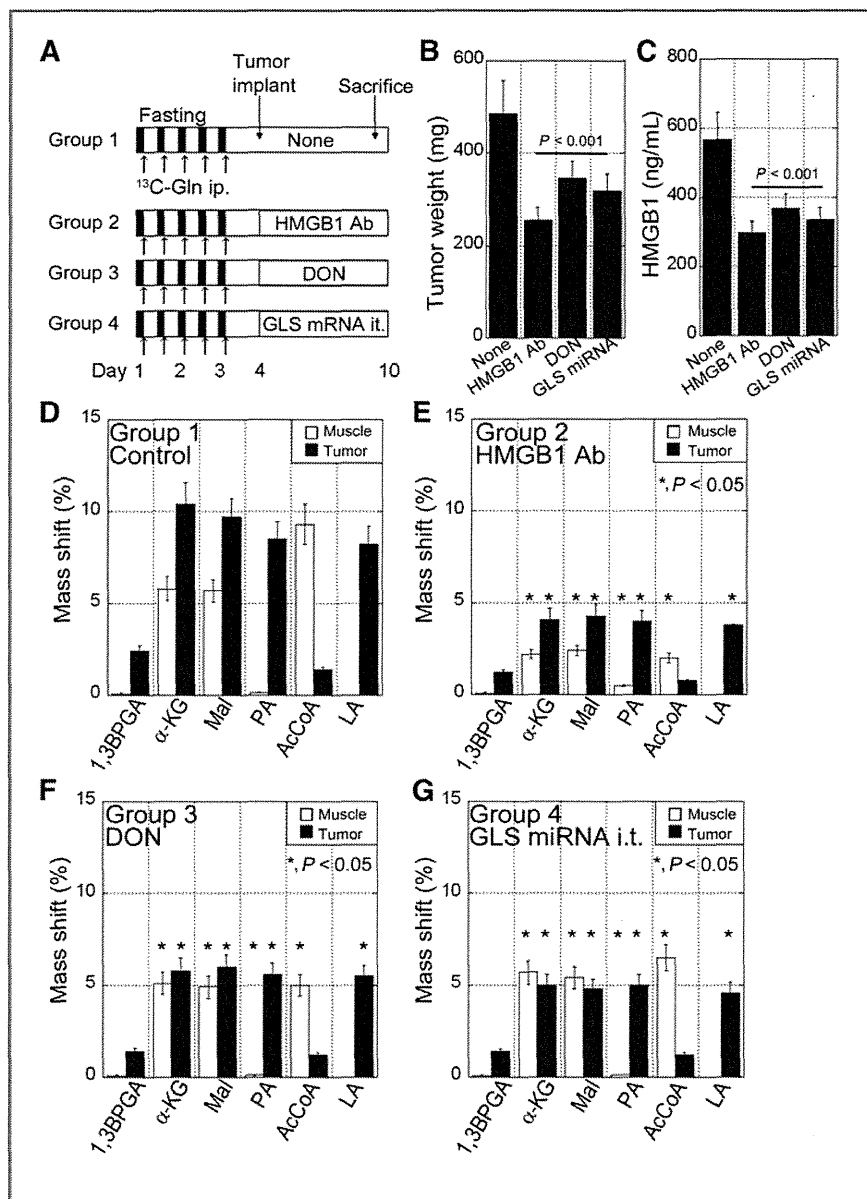 A
Tumor
implant
Sacrifice
Fasting
Group 1
None
¹³C-Gln ip.
Group 2
HMGB1 Ab
Group 3
DON
Group 4
GLS mRNA it.
Day 1 2 3 4 10
B
Tumor weight (mg)
600
400
200
0
P < 0.001
None
HMGB1 Ab
DON
GLS miRNA
C
HMGB1 (ng/mL)
800
600
400
200
0
P < 0.001
None
HMGB1 Ab
DON
GLS miRNA
D
Group 1
Control
Muscle
Tumor
Mass shift (%)
15
10
5
0
1,3BPGA
α-KG
Mal
PA
AcCoA
LA
E
Group 2
HMGB1 Ab
Muscle
Tumor
*, P < 0.05
Mass shift (%)
15
10
5
0
* * * * * * * *
1,3BPGA
α-KG
Mal
PA
AcCoA
LA
F
Group 3
DON
Muscle
Tumor
*, P < 0.05
Mass shift (%)
15
10
5
0
* * * * * * * *
1,3BPGA
α-KG
Mal
PA
AcCoA
LA
G
Group 4
GLS miRNA i.t.
Muscle
Tumor
*, P < 0.05
Mass shift (%)
15
10
5
0
* * * * * * * *
1,3BPGA
α-KG
Mal
PA
AcCoA
LA